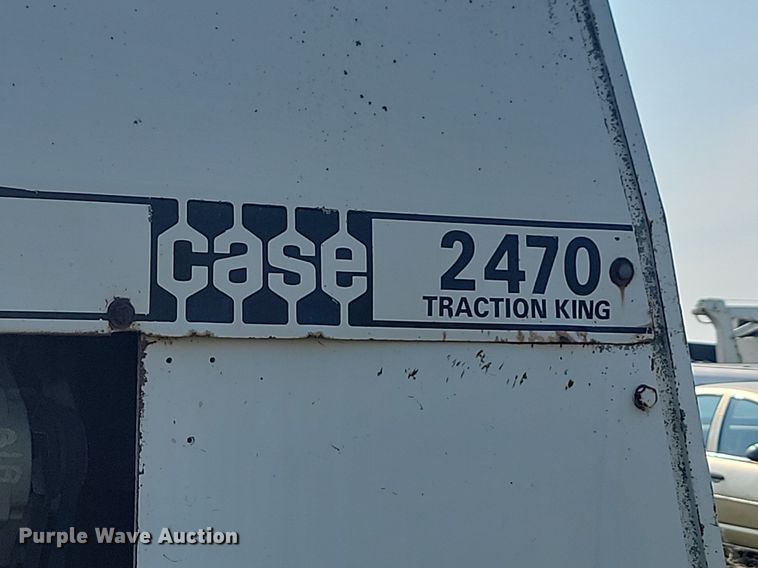 case 2470
TRACTION KING
Purple Wave Auction